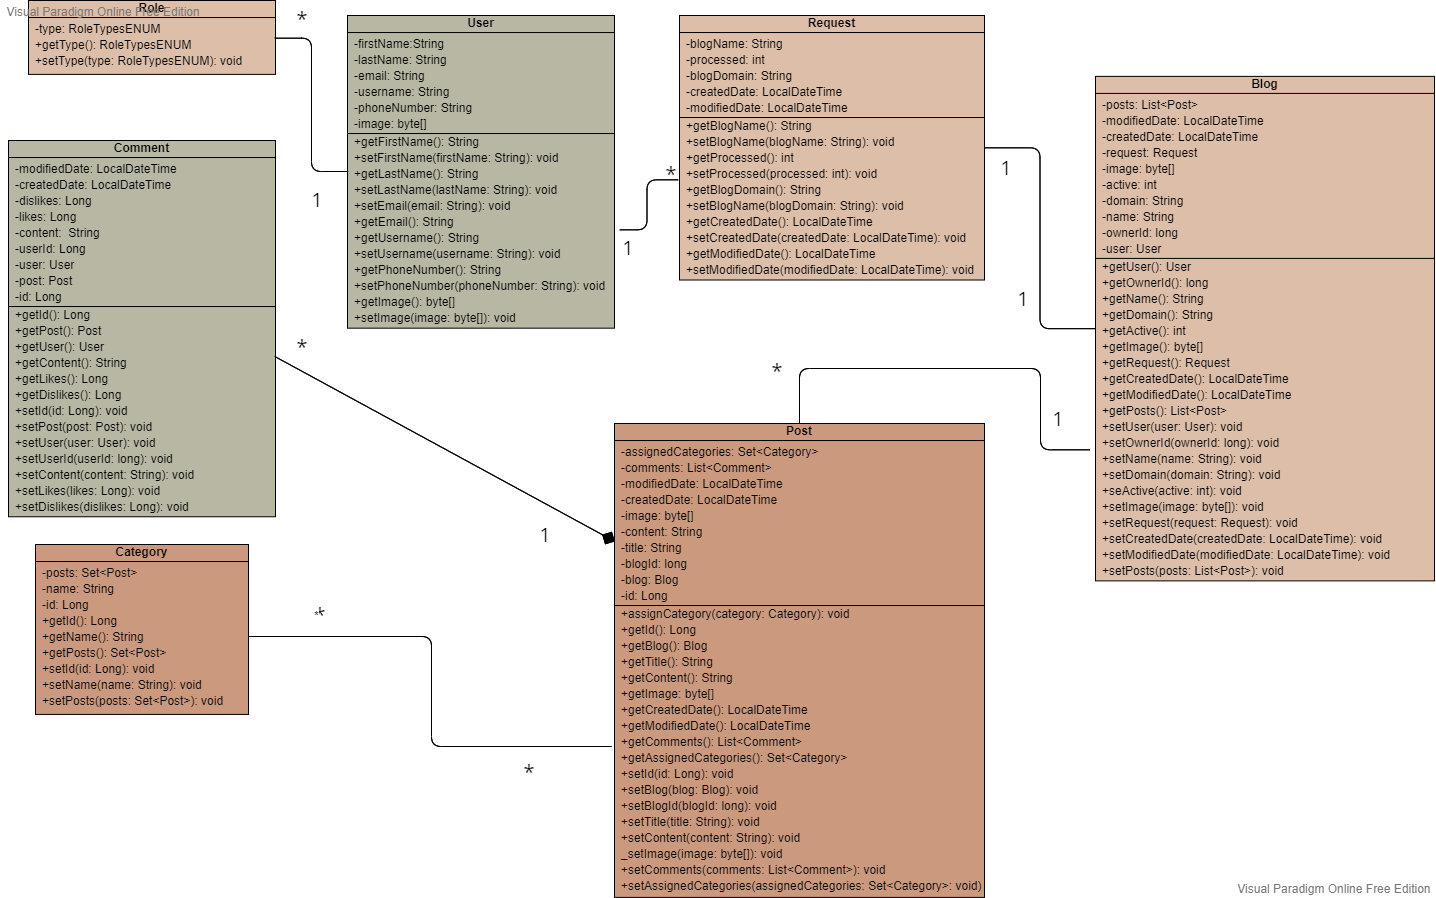 Visual Paradigm Online Free Edition
Role
-type: RoleTypesENUM
+getType(): RoleTypesENUM
+setType(type: RoleTypesENUM): void
*
1
User
-firstName:String
-lastName: String
-email: String
-username: String
-phoneNumber: String
-image: byte[]
+getFirstName(): String
+setFirstName(firstName: String): void
+getLastName(): String
+setLastName(lastName: String): void
+setEmail(email: String): void
+getEmail(): String
+getUsername(): String
+setUsername(username: String): void
+getPhoneNumber(): String
+setPhoneNumber(phoneNumber: String): void
+getImage(): byte[]
+setImage(image: byte[]): void
1
*
Request
-blogName: String
-processed: int
-blogDomain: String
-createdDate: LocalDateTime
-modifiedDate: LocalDateTime
+getBlogName(): String
+setBlogName(blogName: String): void
+getProcessed(): int
+setProcessed(processed: int): void
+getBlogDomain(): String
+setBlogName(blogDomain: String): void
+getCreatedDate(): LocalDateTime
+setCreatedDate(createdDate: LocalDateTime): void
+getModifiedDate(): LocalDateTime
+setModifiedDate(modifiedDate: LocalDateTime): void
1
1
Blog
-posts: List<Post>
-modifiedDate: LocalDateTime
-createdDate: LocalDateTime
-request: Request
-image: byte[]
-active: int
-domain: String
-name: String
-ownerId: long
-user: User
+getUser(): User
+getOwnerId(): long
+getName(): String
+getDomain(): String
+getActive(): int
+getImage(): byte[]
+getRequest(): Request
+getCreatedDate(): LocalDateTime
+getModifiedDate(): LocalDateTime
+getPosts(): List<Post>
+setUser(user: User): void
+setOwnerId(ownerId: long): void
+setName(name: String): void
+setDomain(domain: String): void
+seActive(active: int): void
+setImage(image: byte[]): void
+setRequest(request: Request): void
+setCreatedDate(createdDate: LocalDateTime): void
+setModifiedDate(modifiedDate: LocalDateTime): void
+setPosts(posts: List<Post>): void
*
1
Comment
-modifiedDate: LocalDateTime
-createdDate: LocalDateTime
-dislikes: Long
-likes: Long
-content:  String
-userId: Long
-user: User
-post: Post
-id: Long
+getId(): Long
+getPost(): Post
+getUser(): User
+getContent(): String
+getLikes(): Long
+getDislikes(): Long
+setId(id: Long): void
+setPost(post: Post): void
+setUser(user: User): void
+setUserId(userId: long): void
+setContent(content: String): void
+setLikes(likes: Long): void
+setDislikes(dislikes: Long): void
*
1
Category
-posts: Set<Post>
-name: String
-id: Long
+getId(): Long
+getName(): String
+getPosts(): Set<Post>
+setId(id: Long): void
+setName(name: String): void
+setPosts(posts: Set<Post>): void
**
*
Post
-assignedCategories: Set<Category>
-comments: List<Comment>
-modifiedDate: LocalDateTime
-createdDate: LocalDateTime
-image: byte[]
-content: String
-title: String
-blogId: long
-blog: Blog
-id: Long
+assignCategory(category: Category): void
+getId(): Long
+getBlog(): Blog
+getTitle(): String
+getContent(): String
+getImage: byte[]
+getCreatedDate(): LocalDateTime
+getModifiedDate(): LocalDateTime
+getComments(): List<Comment>
+getAssignedCategories(): Set<Category>
+setId(id: Long): void
+setBlog(blog: Blog): void
+setBlogId(blogId: long): void
+setTitle(title: String): void
+setContent(content: String): void
_setImage(image: byte[]): void
+setComments(comments: List<Comment>): void
+setAssignedCategories(assignedCategories: Set<Category>: void)
Visual Paradigm Online Free Edition